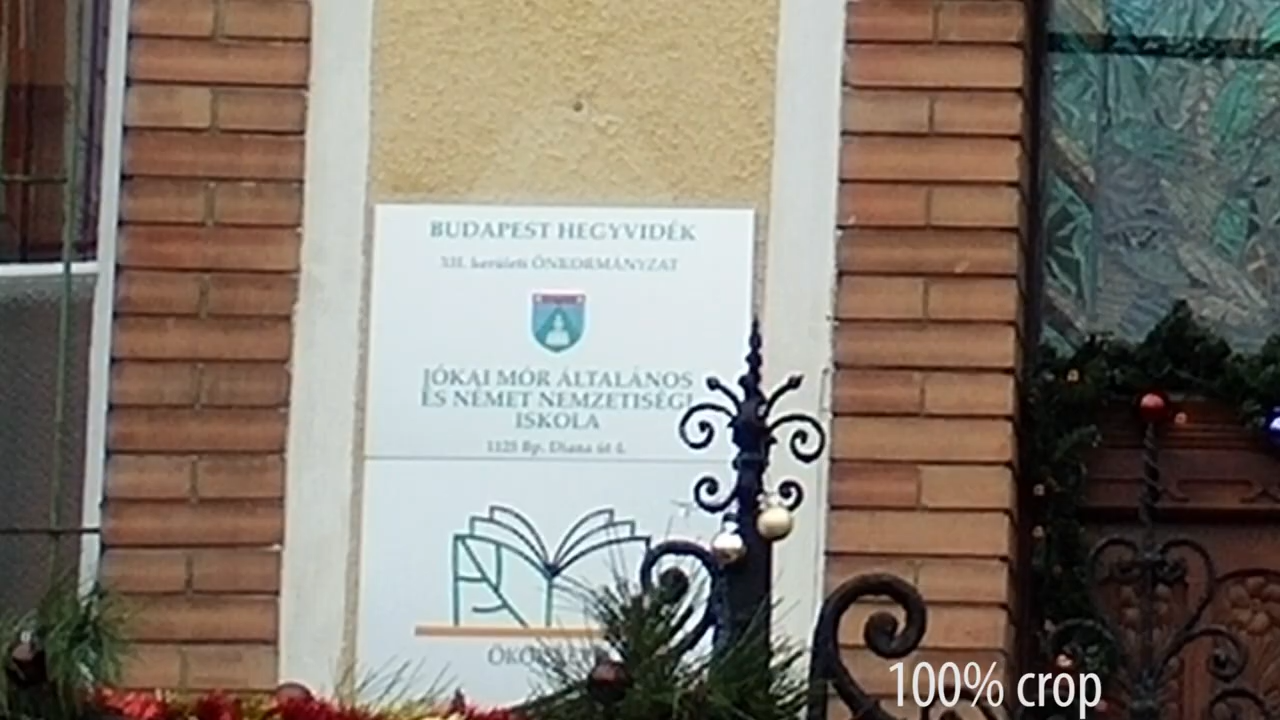 BUDAPEST HEGYVIDÉK
XII. kerületi ÖNKORMÁNYZAT
JÓKAI MÓR ÁLTALÁNOS
ÉS NÉMET NEMZETISÉGI
ISKOLA
1125 Bp. Diana út 4.
100% crop